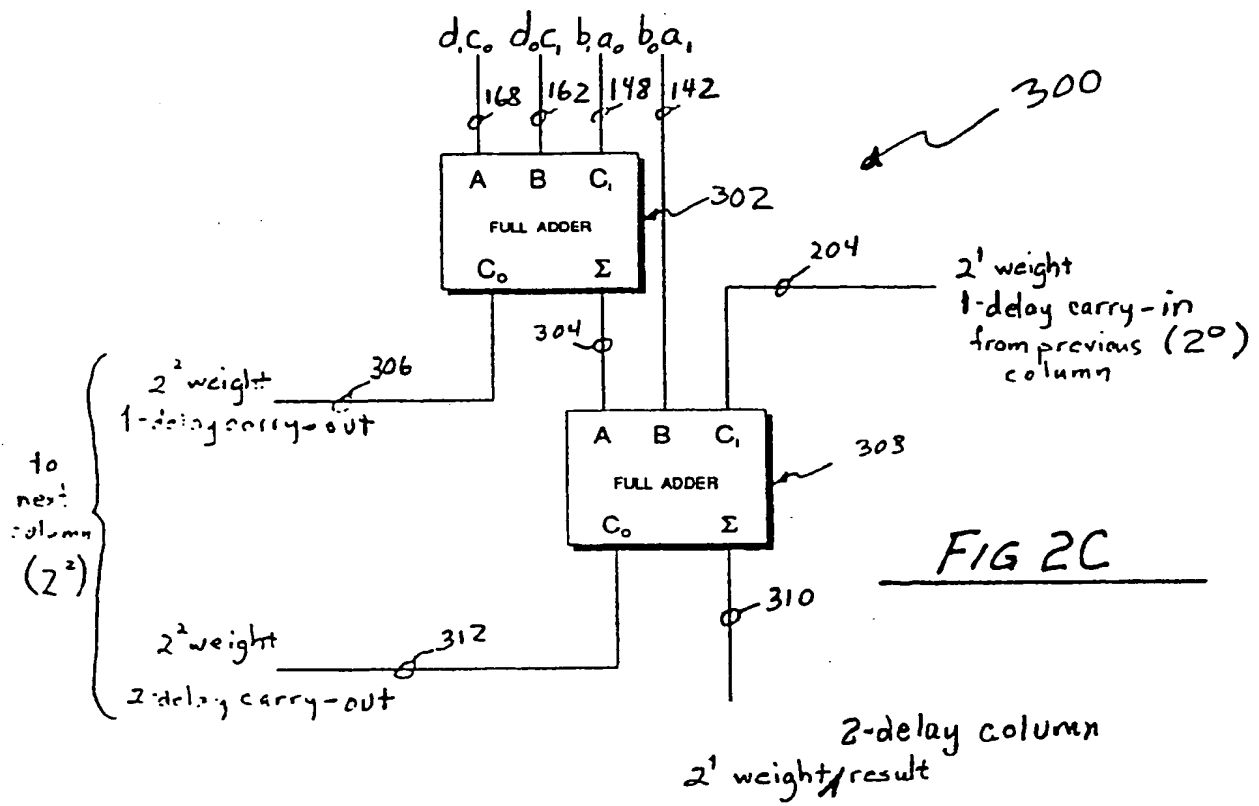 d₁c₀ d₀c₁ b₁a₀ b₀a₁
168 162 148 142
300
A B C₁
FULL ADDER
C₀ Σ
302
204
2¹ weight
1-delay carry-in
from previous (2⁰)
column
304
306
2² weight
1-delay carry-out
A B C₁
FULL ADDER
C₀ Σ
303
to
next
column
(2²)
FIG 2C
310
312
2² weight
2-delay carry-out
2-delay column
2¹ weight result